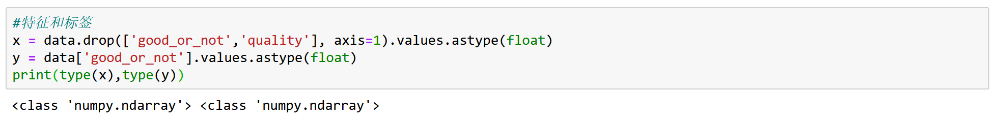 #特征和标签
x = data.drop(['good_or_not','quality'], axis=1).values.astype(float)
y = data['good_or_not'].values.astype(float)
print(type(x),type(y))
<class 'numpy.ndarray'> <class 'numpy.ndarray'>